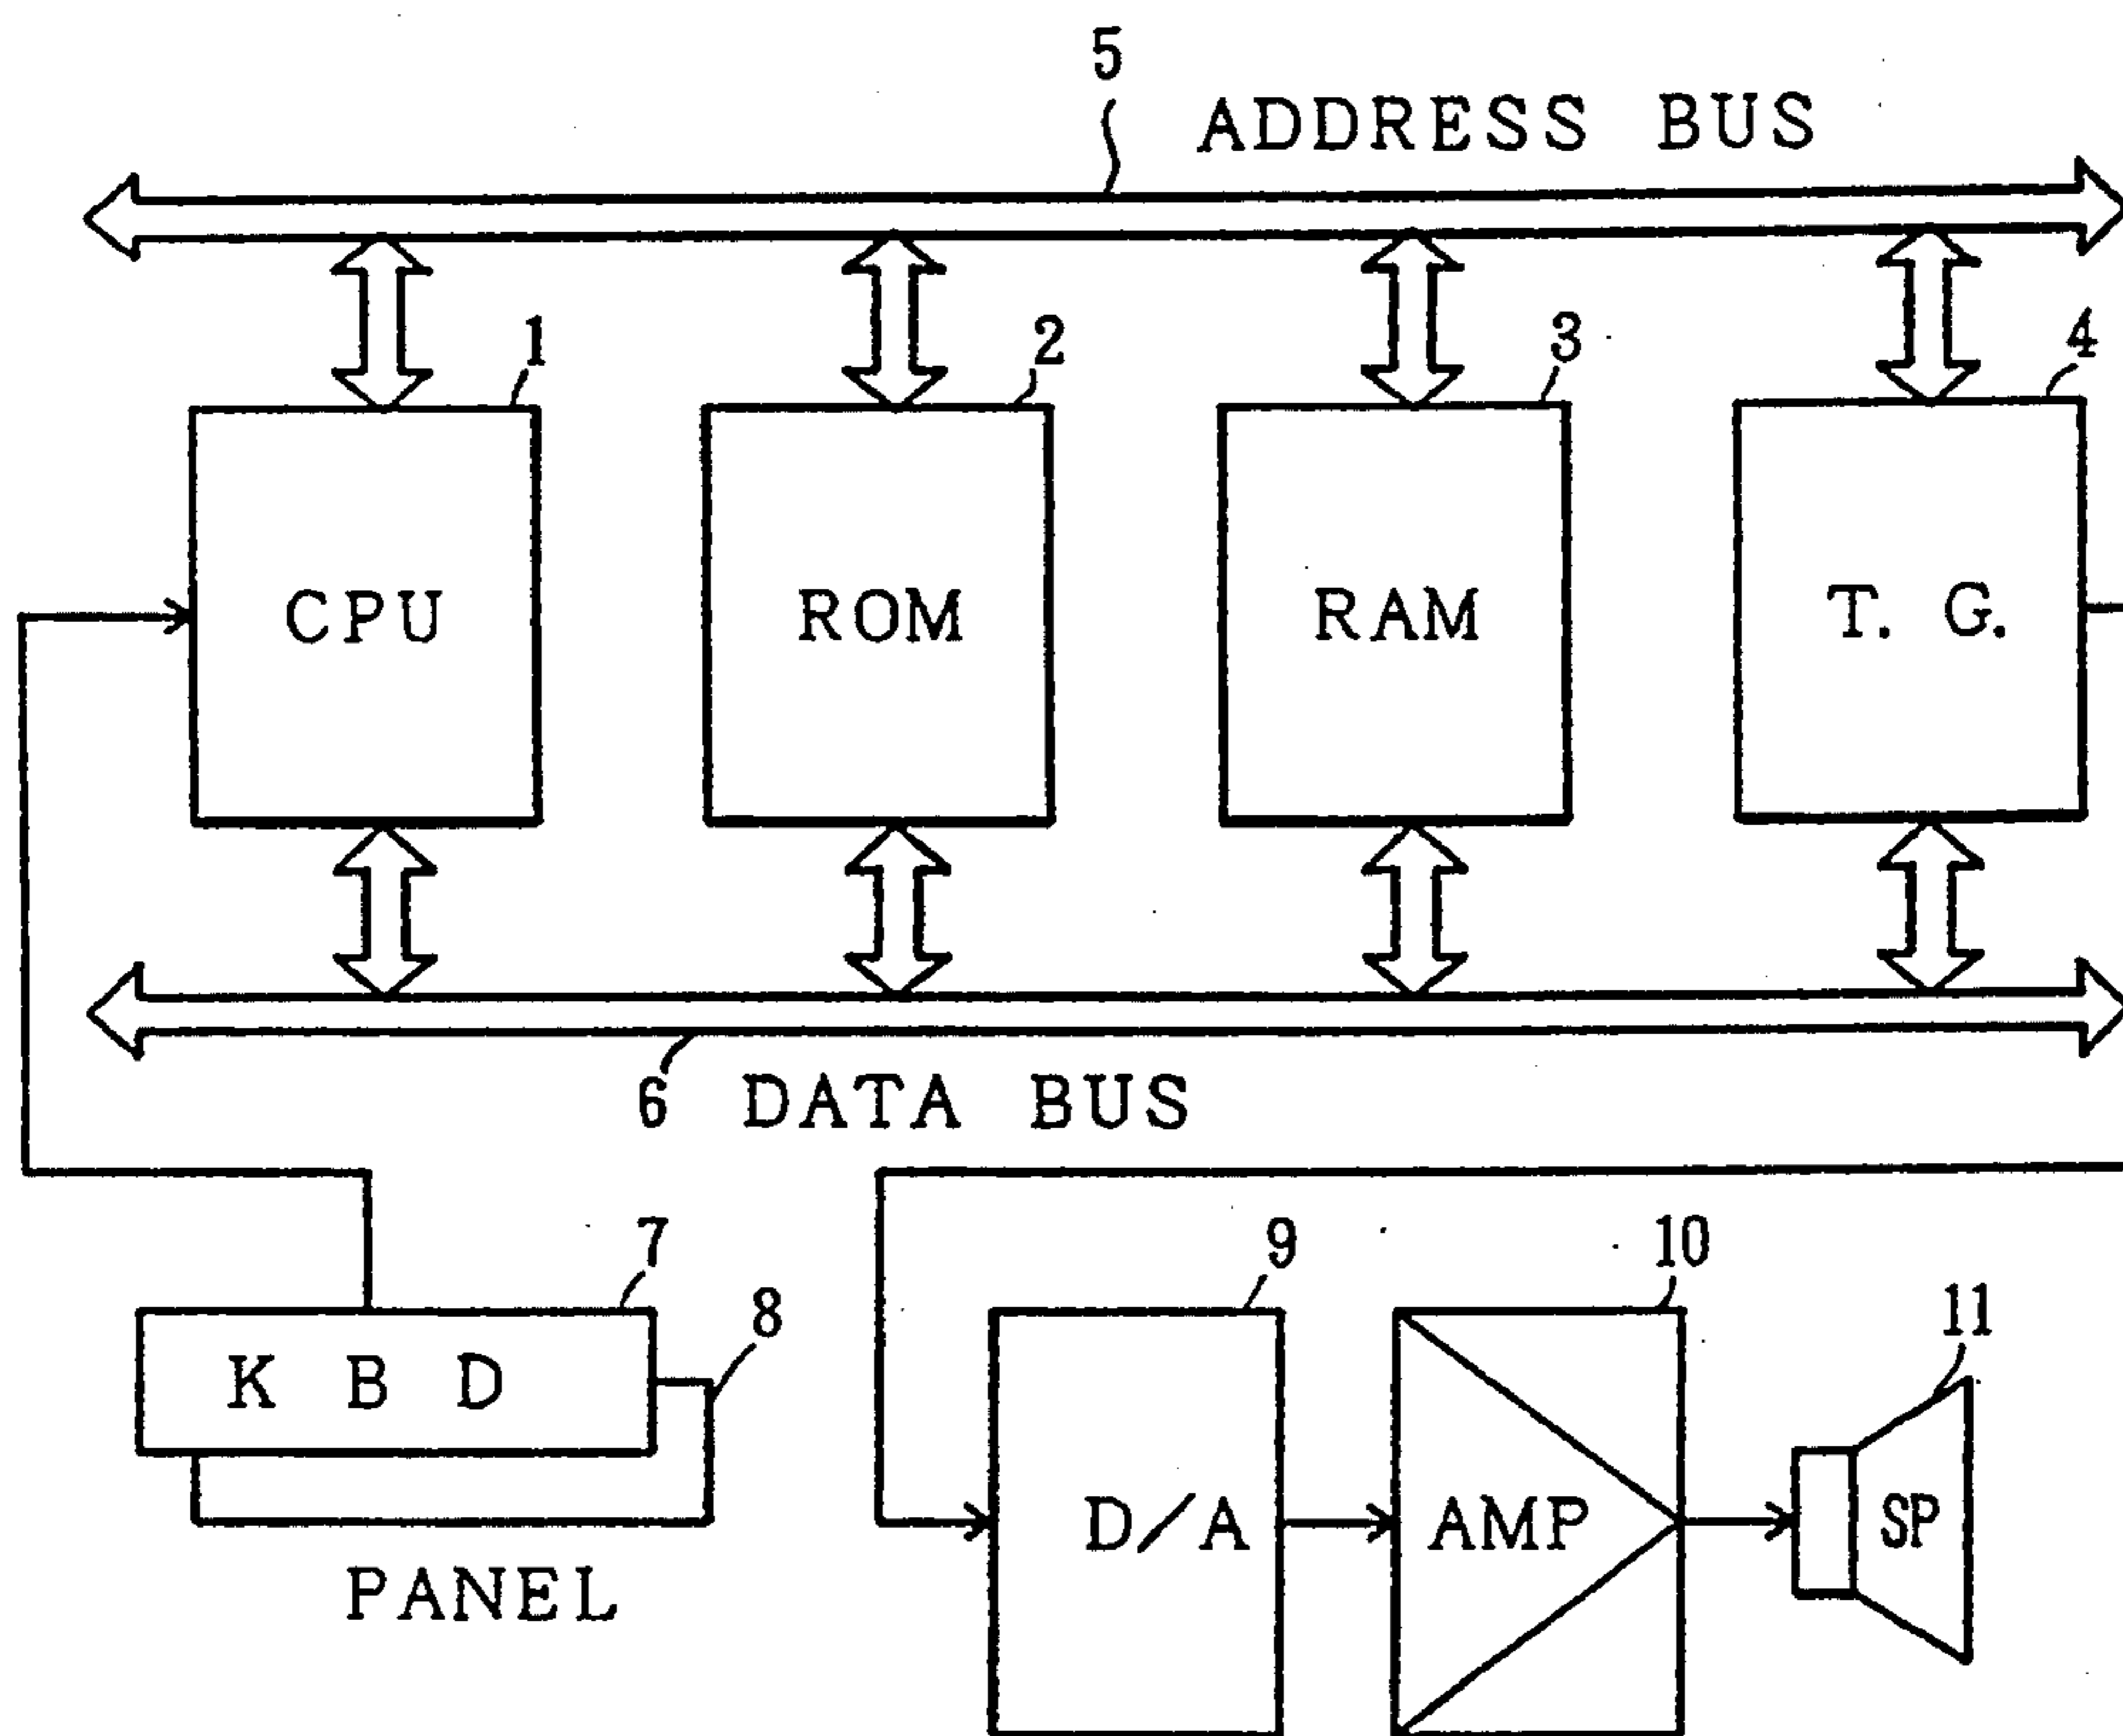 5
ADDRESS BUS
1
2
3
4
CPU
ROM
RAM
T. G.
6 DATA BUS
7
8
9
10
11
K B D
D/A
AMP
SP
PANEL